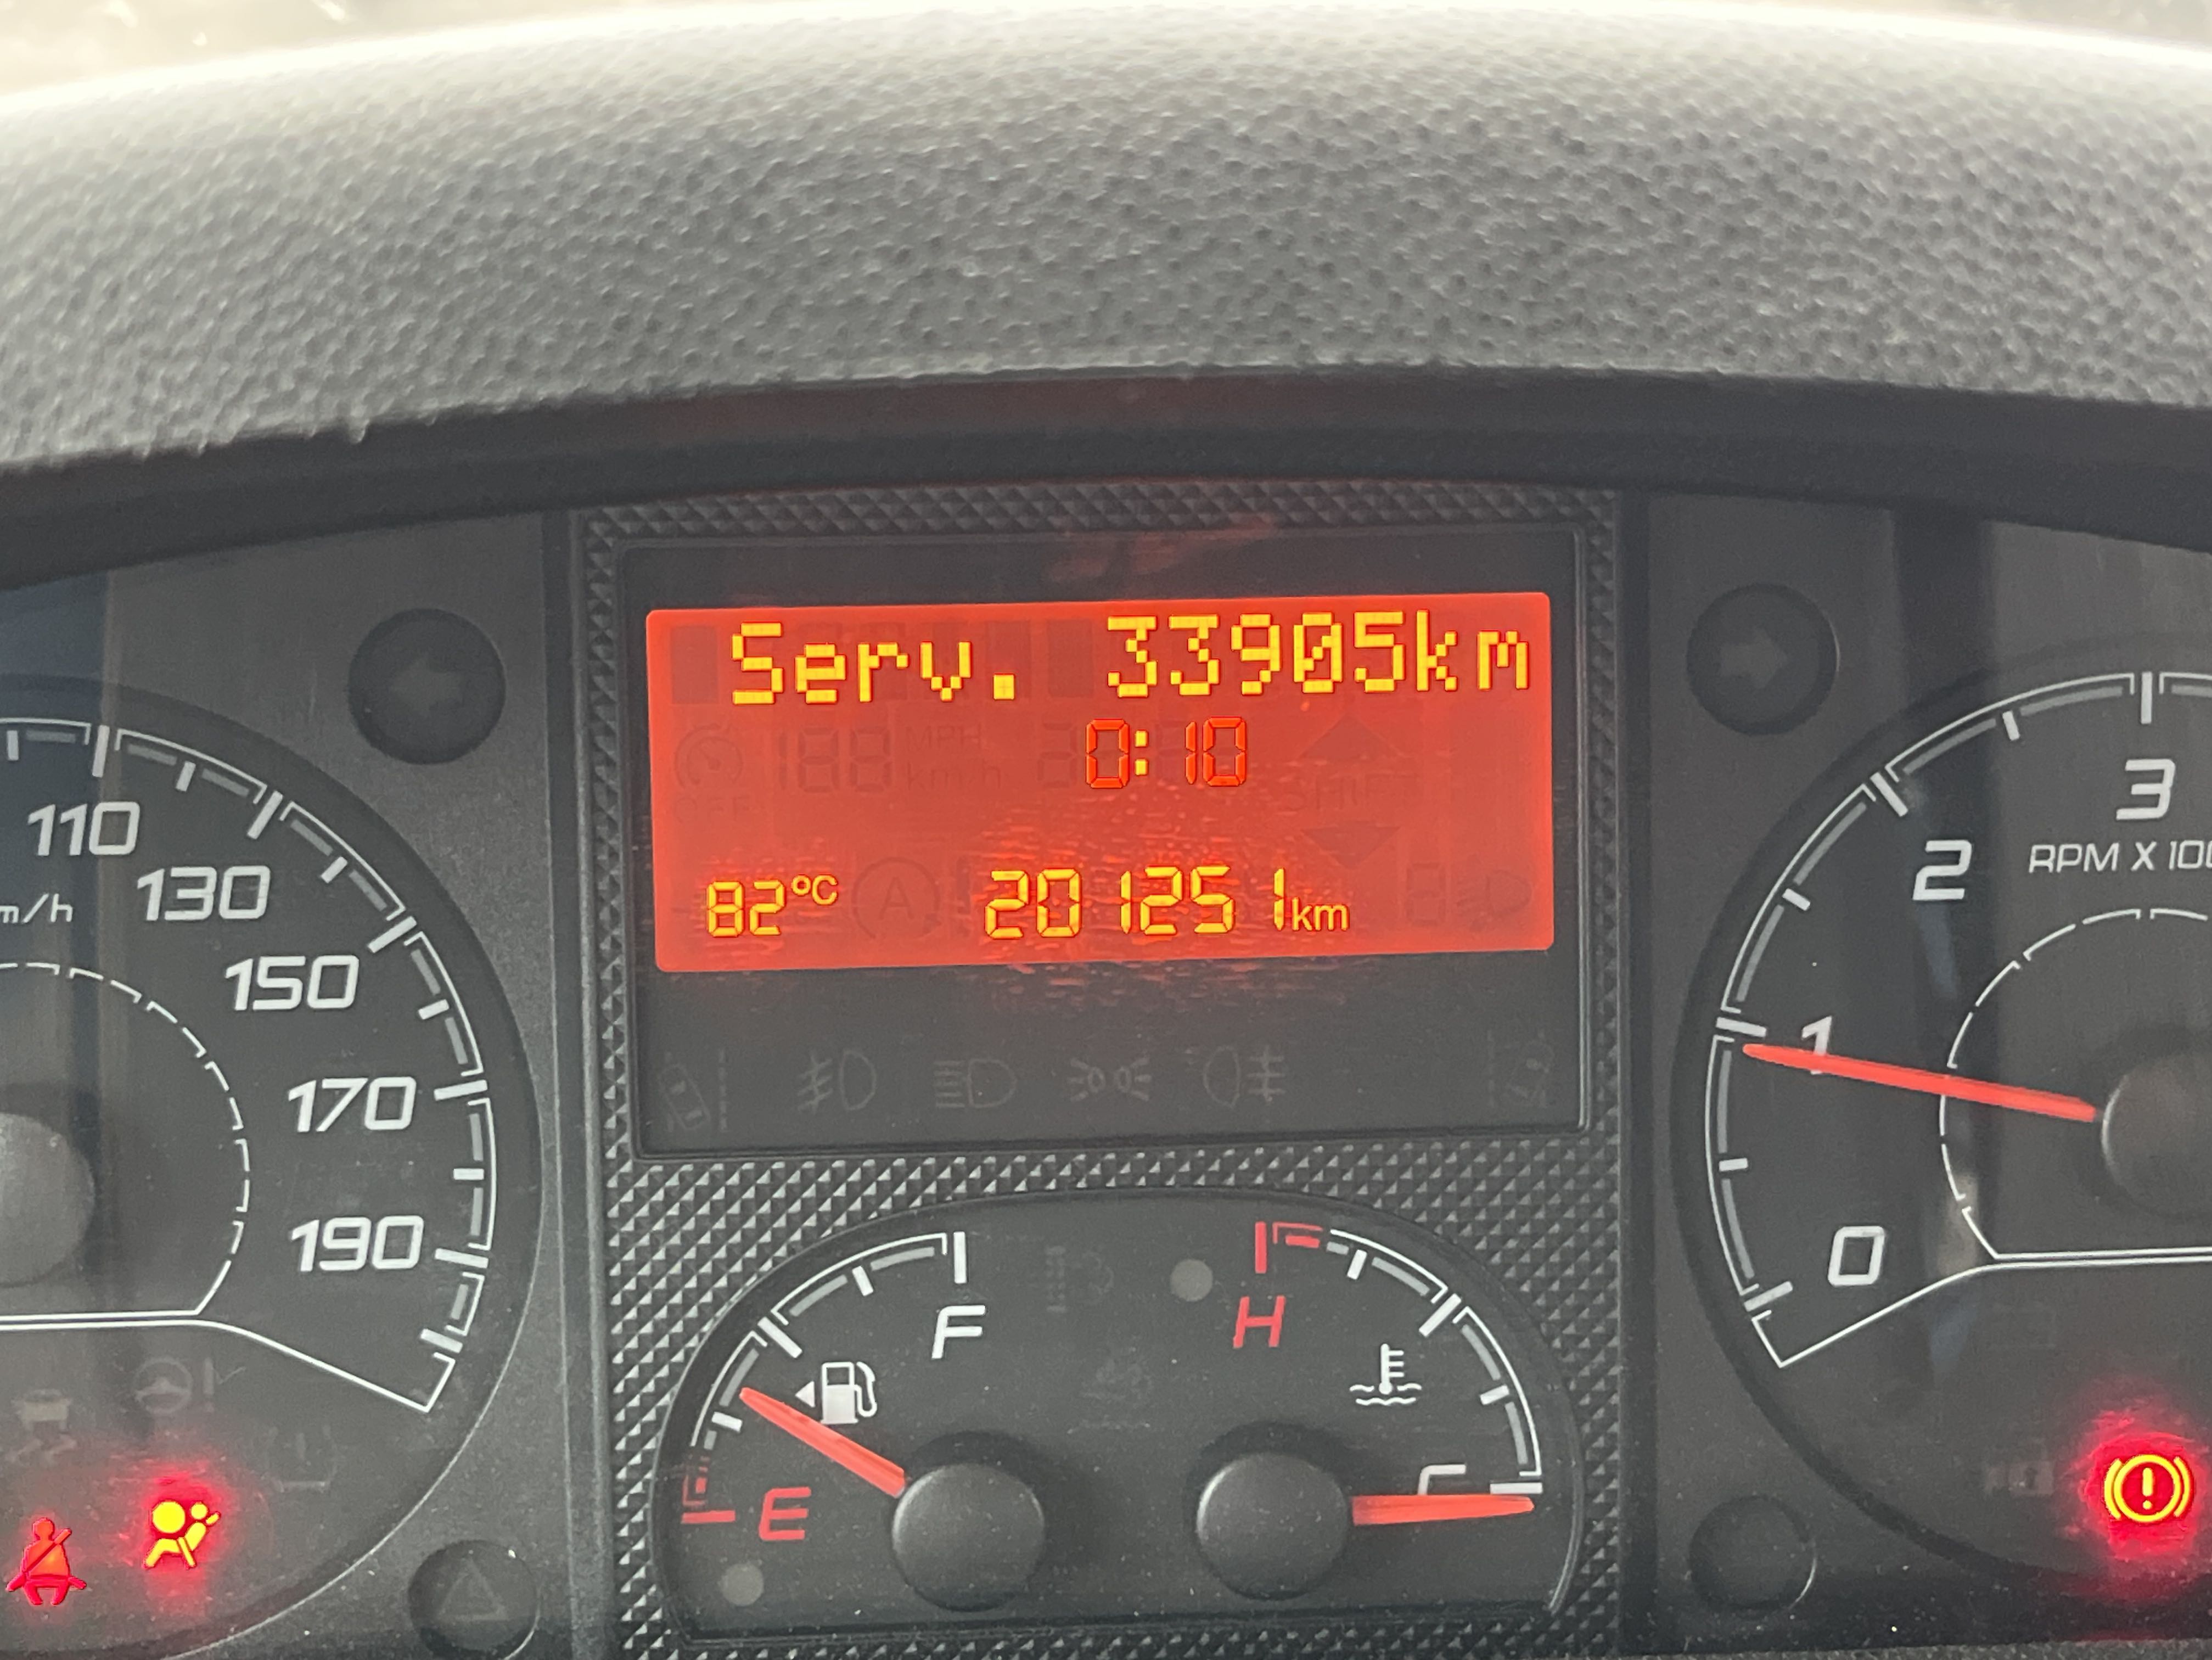 Serv. 33905km
0:10
82°C 201251km
110
130
m/h
150
170
190
3
RPM X 100
2
1
0
F
E
H
C